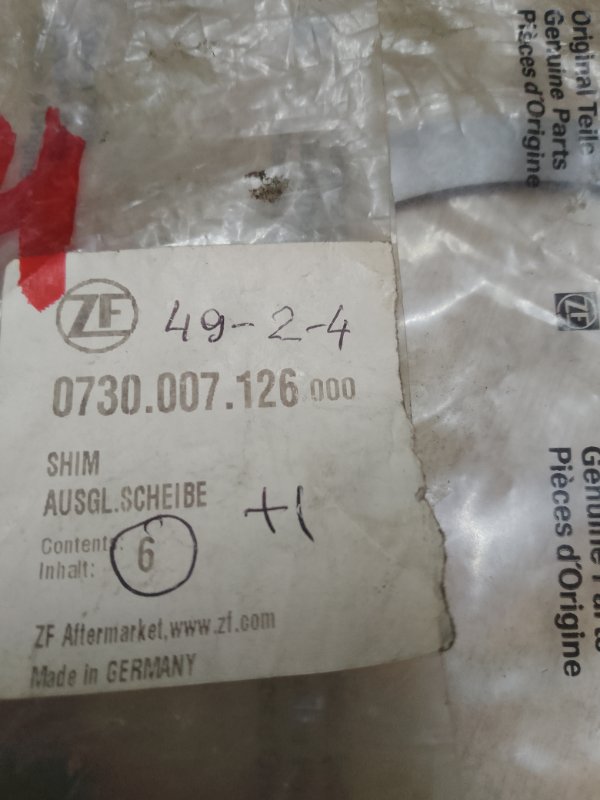 ZF 49-2-4
0730.007.126 000
SHIM
AUSGL.SCHEIBE
+1
Content:
Inhalt: 6
ZF Aftermarket, www.zf.com
Made in GERMANY
Original Teile
Genuine Parts
Pièces d'Origine
ZF
Genuine Parts
Pièces d'Origine